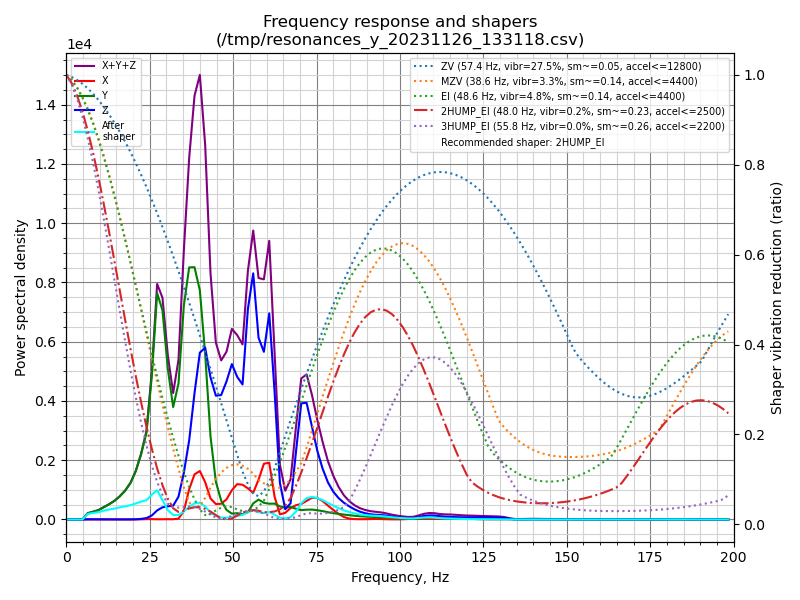 Frequency response and shapers
(/tmp/resonances_y_20231126_133118.csv)
1e4
X+Y+Z
X
Y
Z
After
shaper
ZV (57.4 Hz, vibr=27.5%, sm~=0.05, accel<=12800)
MZV (38.6 Hz, vibr=3.3%, sm~=0.14, accel<=4400)
EI (48.6 Hz, vibr=4.8%, sm~=0.14, accel<=4400)
2HUMP_EI (48.0 Hz, vibr=0.2%, sm~=0.23, accel<=2500)
3HUMP_EI (55.8 Hz, vibr=0.0%, sm~=0.26, accel<=2200)
Recommended shaper: 2HUMP_EI
Power spectral density
1.4
1.2
1.0
0.8
0.6
0.4
0.2
0.0
1.0
0.8
0.6
0.4
0.2
0.0
Shaper vibration reduction (ratio)
0 25 50 75 100 125 150 175 200
Frequency, Hz